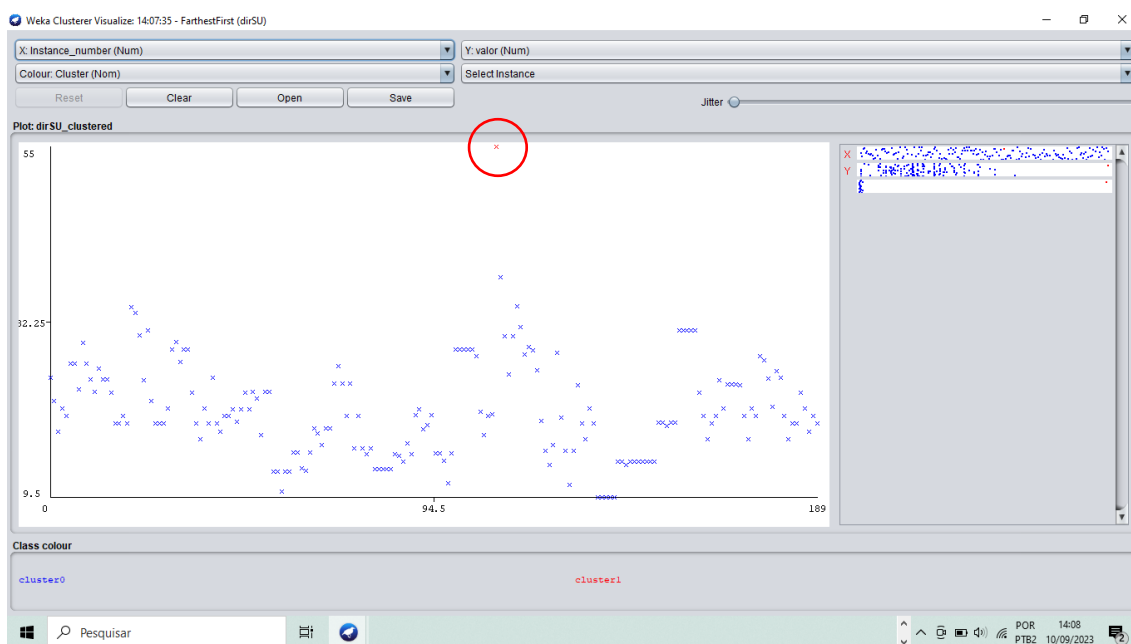 Weka Clusterer Visualize: 14:07:35 - FarthestFirst (dirSU)
X: Instance_number (Num)
Y: valor (Num)
Colour: Cluster (Nom)
Select Instance
Reset
Clear
Open
Save
Jitter
Plot: dirSU_clustered
55
32.25
9.5
0
94.5
189
X
Y
Class colour
cluster0
cluster1
Pesquisar
POR
PTB2
14:08
10/09/2023
2